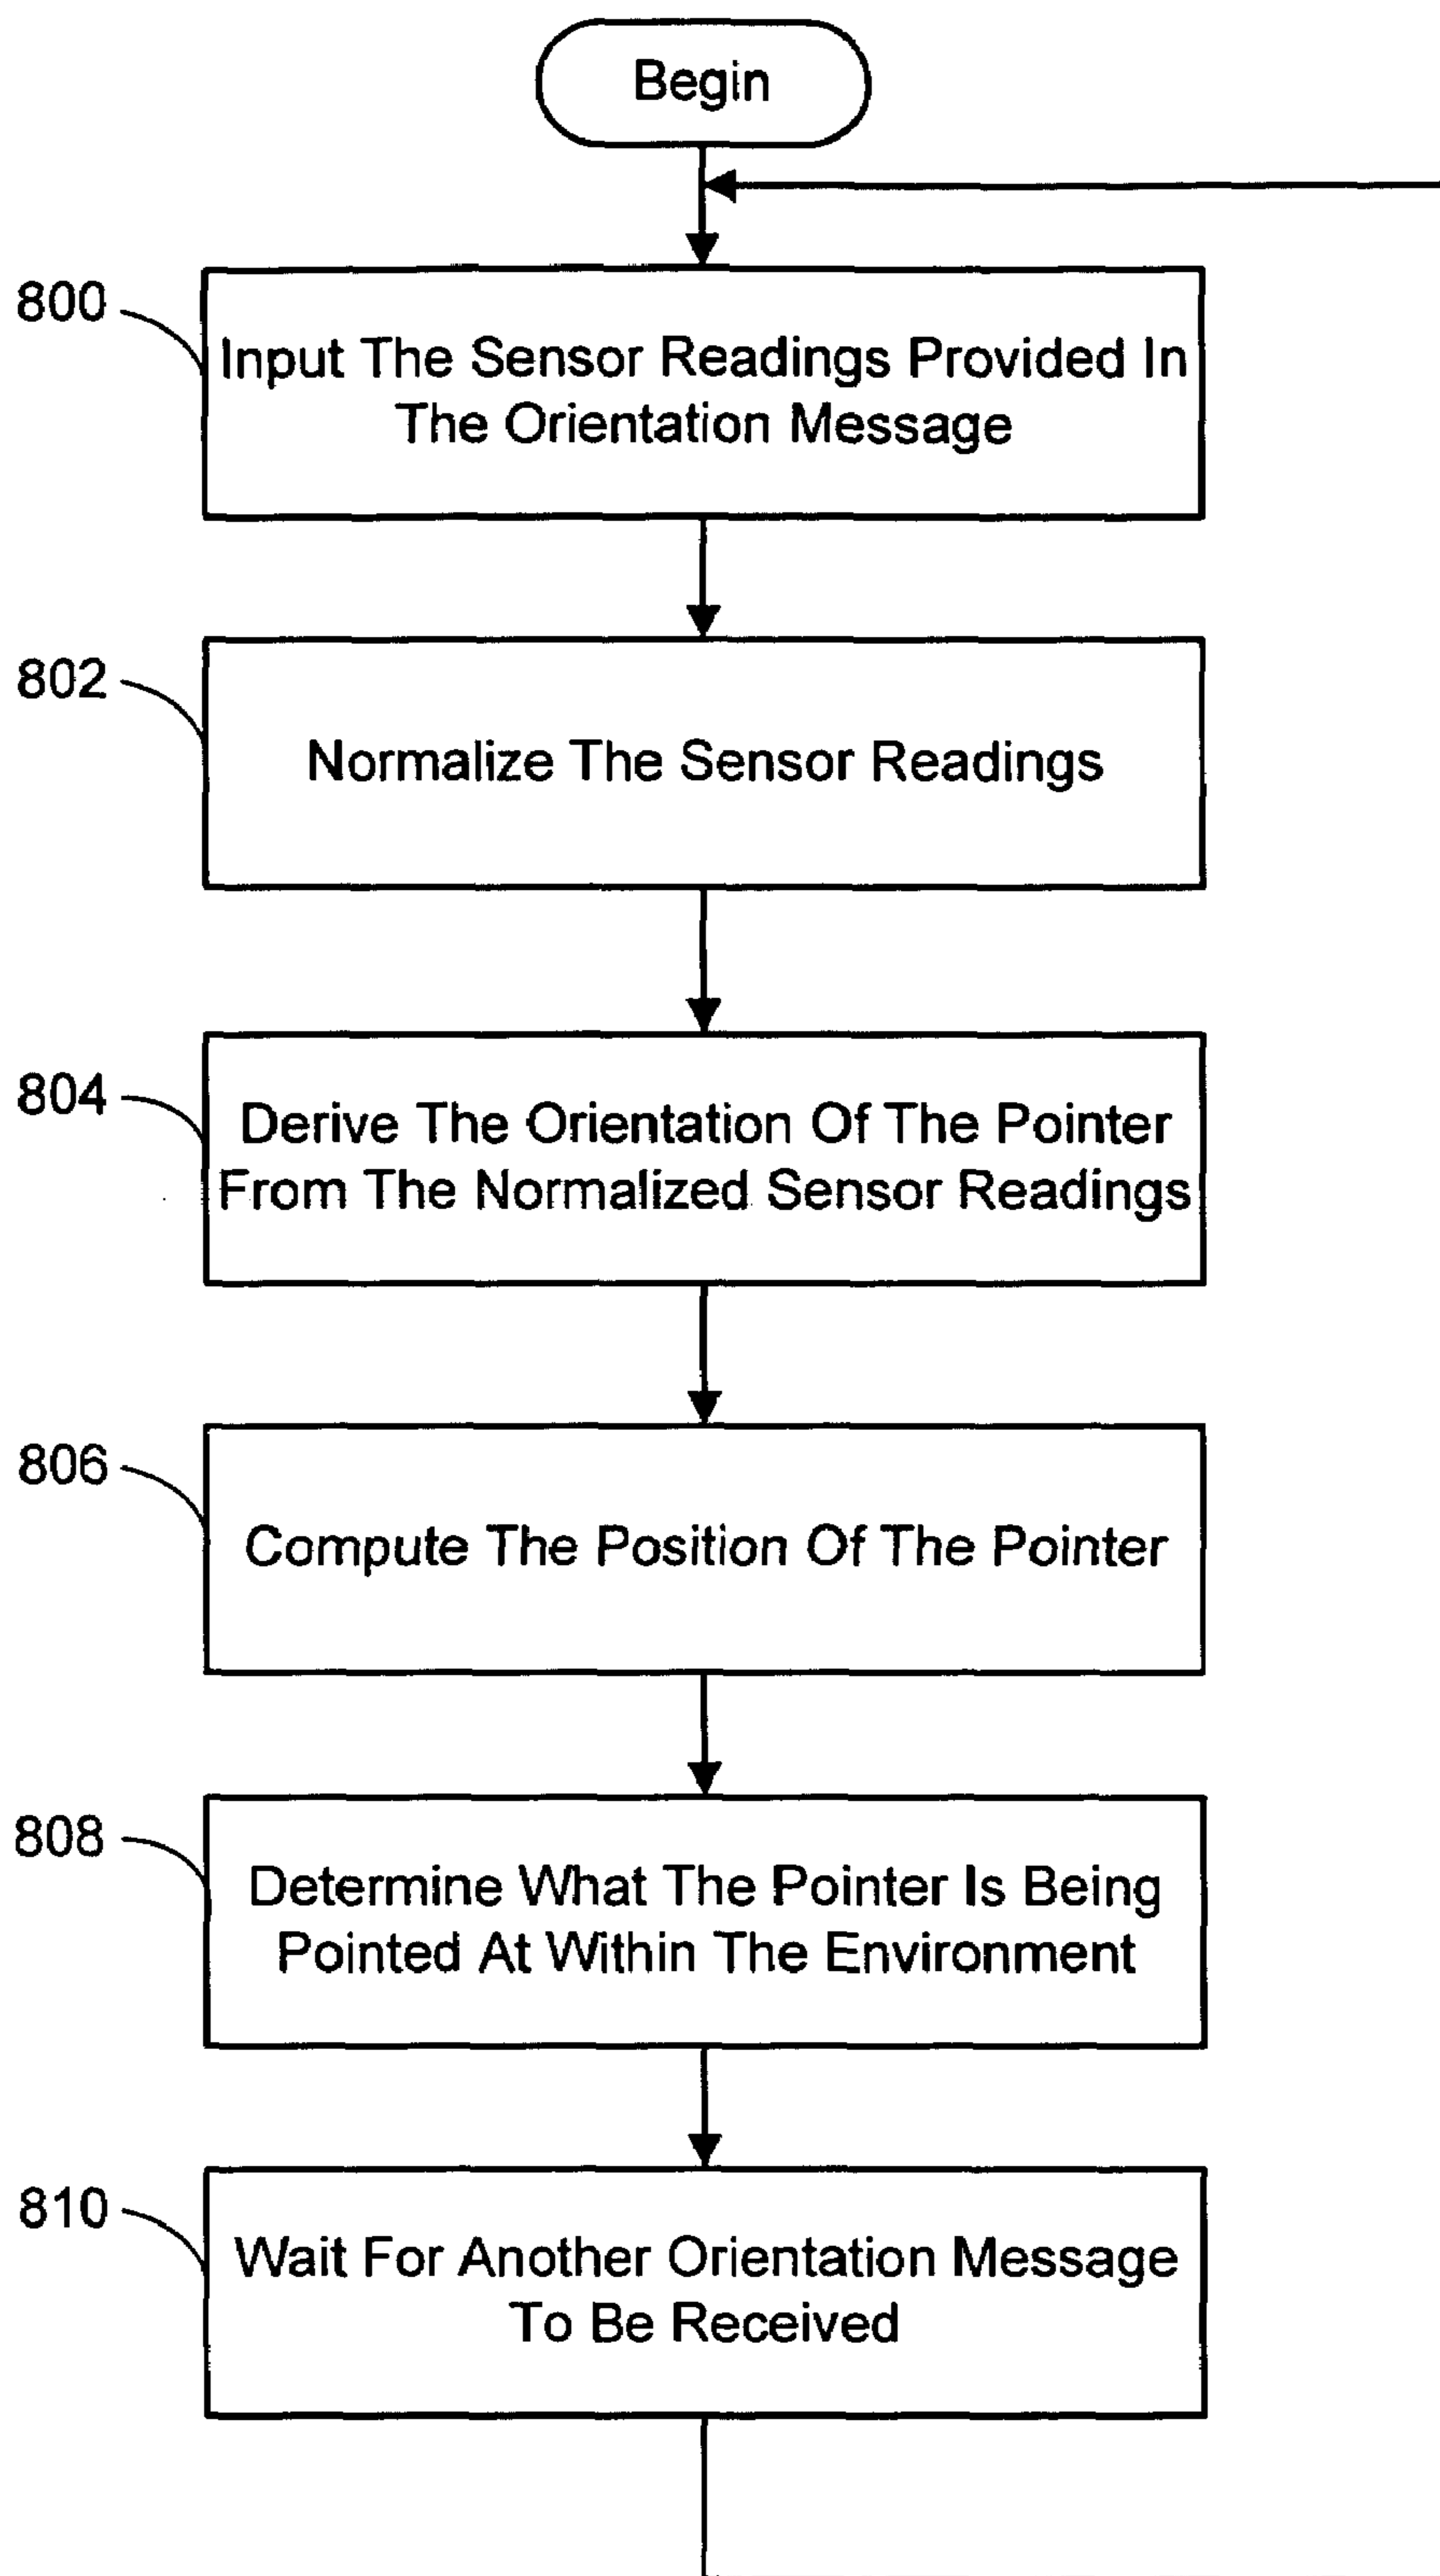 Begin
800
Input The Sensor Readings Provided In
The Orientation Message
802
Normalize The Sensor Readings
804
Derive The Orientation Of The Pointer
From The Normalized Sensor Readings
806
Compute The Position Of The Pointer
808
Determine What The Pointer Is Being
Pointed At Within The Environment
810
Wait For Another Orientation Message
To Be Received